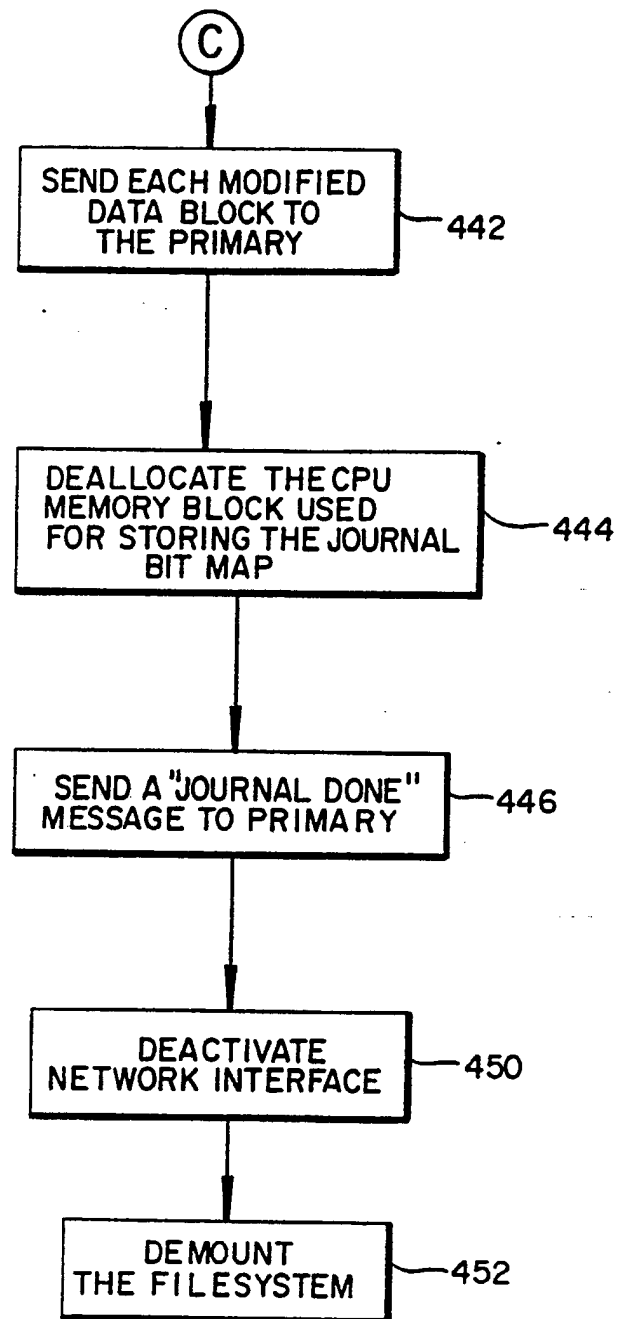 C
SEND EACH MODIFIED
DATA BLOCK TO
THE PRIMARY
442
DEALLOCATE THE CPU
MEMORY BLOCK USED
FOR STORING THE JOURNAL
BIT MAP
444
SEND A "JOURNAL DONE"
MESSAGE TO PRIMARY
446
DEACTIVATE
NETWORK INTERFACE
450
DEMOUNT
THE FILESYSTEM
452